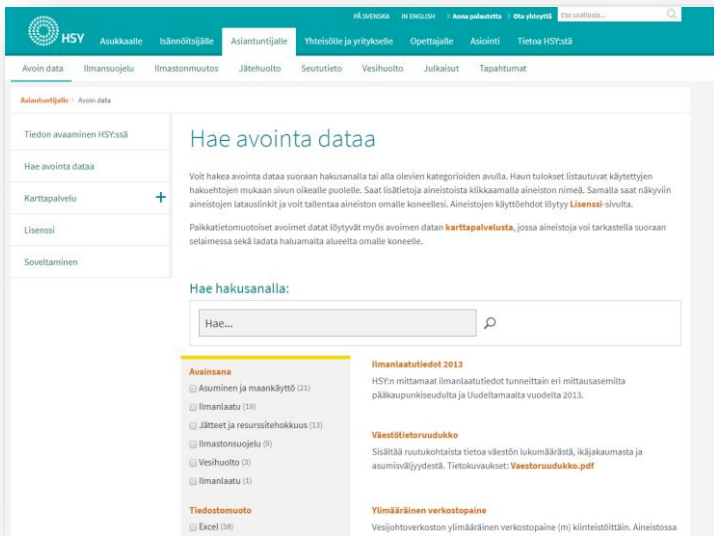 PÅ SVENSKA IN ENGLISH > Anna palautetta > Ota yhteyttä Etsi sisällöistä...
HSY Asukkaalle Isännöitsijälle Asiantuntijalle Yhteisölle ja yritykselle Opettajalle Asiointi Tietoa HSY:stä
Avoin data Ilmansuojelu Ilmastonmuutos Jätehuolto Seututieto Vesihuolto Julkaisut Tapahtumat
Asiantuntijalle > Avoin data
Tiedon avaaminen HSY:ssä
Hae avointa dataa
Karttapalvelu +
Lisenssi
Soveltaminen
Hae avointa dataa
Voit hakea avointa dataa suoraan hakusanalla tai alla olevien kategorioiden avulla. Haun tulokset listautuvat käytettyjen
hakuehtojen mukaan sivun oikealle puolelle. Saat lisätietoja aineistoista klikkaamalla aineiston nimeä. Samalla saat näkyviin
aineistojen latauslinkit ja voit tallentaa aineiston omalle koneellesi. Aineistojen käyttöehdot löytyy Lisenssi-sivulta.
Paikkatietomuotoiset avoimet datat löytyvät myös avoimen datan karttapalvelusta, jossa aineistoja voi tarkastella suoraan
selaimessa sekä ladata haluamalta alueelta omalle koneelle.
Hae hakusanalla:
Hae...
Avainsana
Asuminen ja maankäyttö (21)
Ilmanlaatu (19)
Jätteet ja resurssitehokkuus (13)
Ilmastonsuojelu (9)
Vesihuolto (3)
Ilmanlaatu (1)
Tiedostomuoto
Excel (38)
Ilmanlaatutiedot 2013
HSY:n mittaamat ilmanlaatutiedot tunneittain eri mittausasemilta
pääkaupunkiseudulta ja Uudeltamaalta vuodelta 2013.
Väestötietoruudukko
Sisältää ruutukohtaista tietoa väestön lukumäärästä, ikäjakaumasta ja
asumisväljyydestä. Tietokuvaukset: Vaestoruudukko.pdf
Ylimääräinen verkostopaine
Vesijohtoverkoston ylimääräinen verkostopaine (m) kiinteistöittäin. Aineistossa